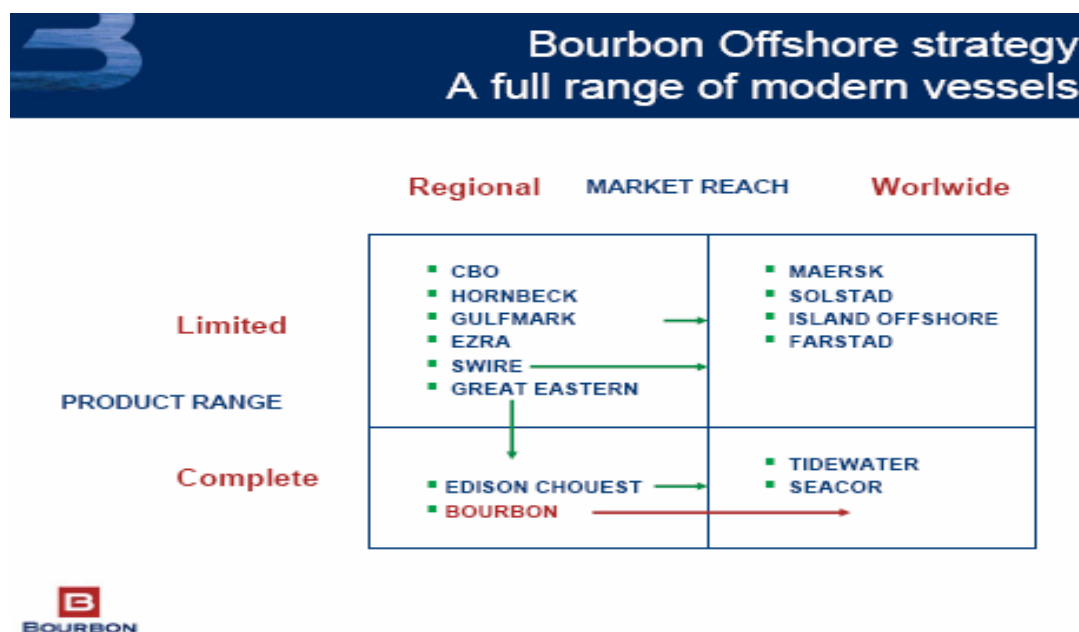 Bourbon Offshore strategy
A full range of modern vessels
Regional MARKET REACH Worlwide
Limited
PRODUCT RANGE
Complete
▪ CBO
▪ HORNBECK
▪ GULFMARK
▪ EZRA
▪ SWIRE
▪ GREAT EASTERN
▪ MAERSK
▪ SOLSTAD
▪ ISLAND OFFSHORE
▪ FARSTAD
▪ EDISON CHOUEST
▪ BOURBON
▪ TIDEWATER
▪ SEACOR
B
BOURBON